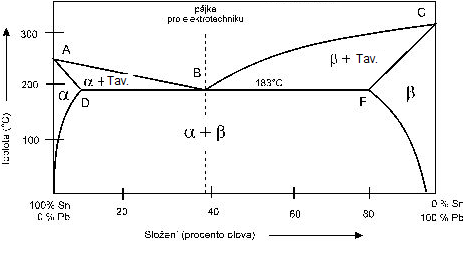 pájka
pro elektrotechniku
C
300
A
β + Tav.
α + Tav.
B
183°C
200
α
D
E
β
α + β
100
Teplota (°C)
100% Sn
0 % Pb
20
40
60
80
0 % Sn
100 % Pb
Složení (procento olova)